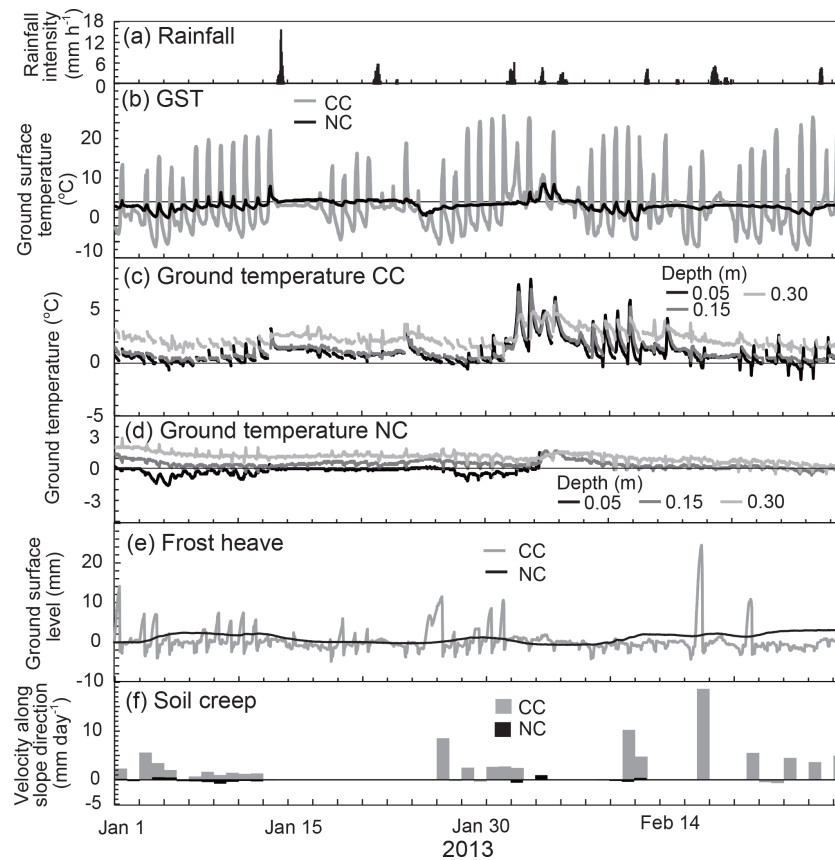 Rainfall
intensity
(mm h-1)
18
12
6
0
(a) Rainfall
(b) GST
CC
NC
Ground surface
temperature
(°C)
20
10
0
-10
(c) Ground temperature CC
Depth (m)
0.05
0.30
0.15
Ground temperature (°C)
5
0
-5
(d) Ground temperature NC
3
0
-3
Depth (m)
0.05
0.15
0.30
(e) Frost heave
CC
NC
Ground surface
level (mm)
20
10
0
-10
(f) Soil creep
CC
NC
Velocity along
slope direction
(mm day-1)
10
0
-5
Jan 1
Jan 15
Jan 30
Feb 14
2013